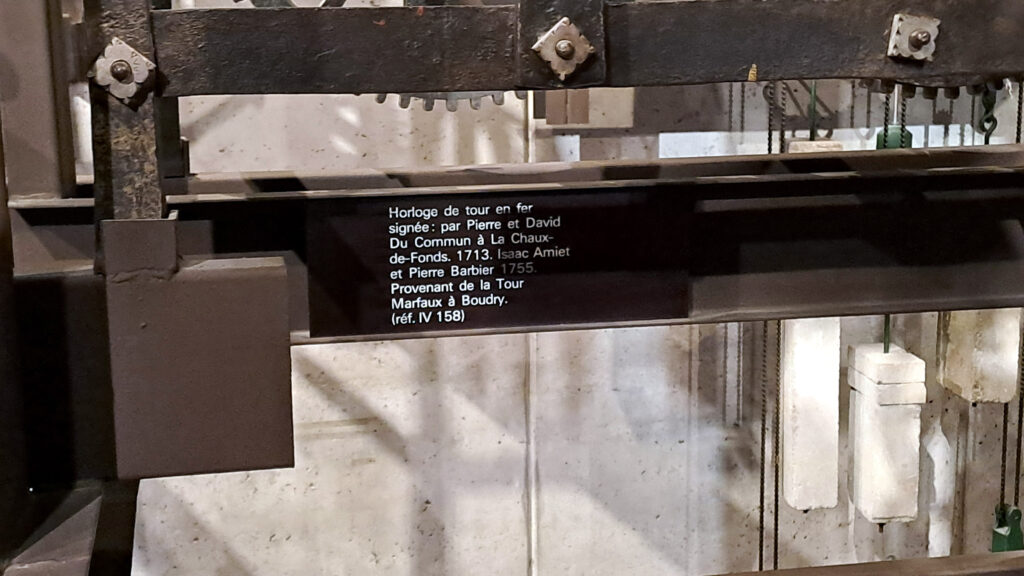 Horloge de tour en fer
signée: par Pierre et David
Du Commun à La Chaux-
de-Fonds. 1713. Isaac Amiet
et Pierre Barbier 1755.
Provenant de la Tour
Marfaux à Boudry.
(réf. IV 158)